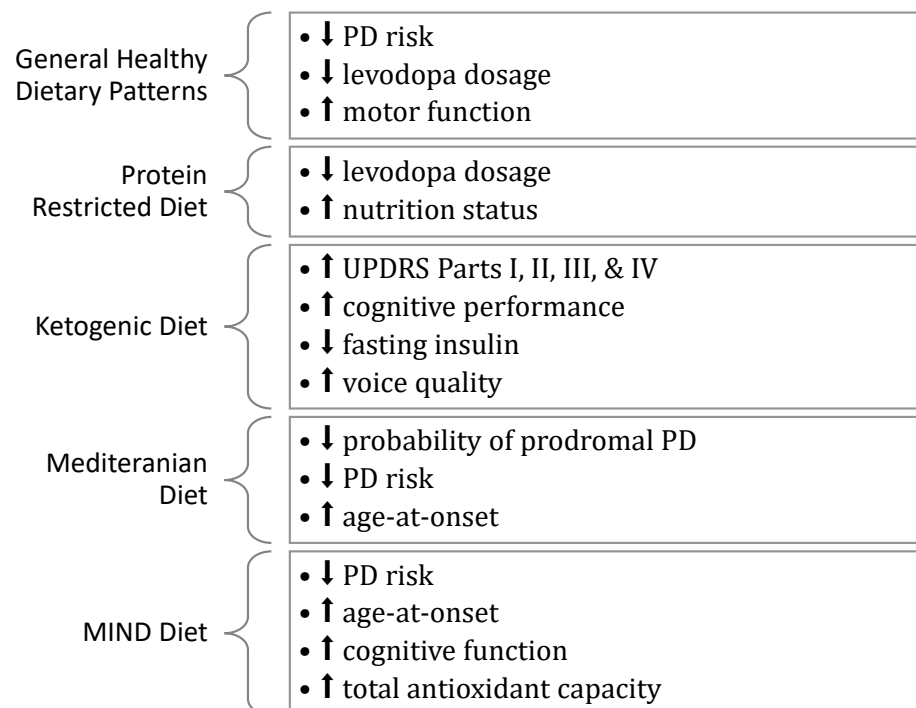 General Healthy
Dietary Patterns
• ⬇ PD risk
• ⬇ levodopa dosage
• ⬆ motor function
Protein
Restricted Diet
• ⬇ levodopa dosage
• ⬆ nutrition status
Ketogenic Diet
• ⬆ UPDRS Parts I, II, III, & IV
• ⬆ cognitive performance
• ⬇ fasting insulin
• ⬆ voice quality
Mediteranian
Diet
• ⬇ probability of prodromal PD
• ⬇ PD risk
• ⬆ age-at-onset
MIND Diet
• ⬇ PD risk
• ⬆ age-at-onset
• ⬆ cognitive function
• ⬆ total antioxidant capacity